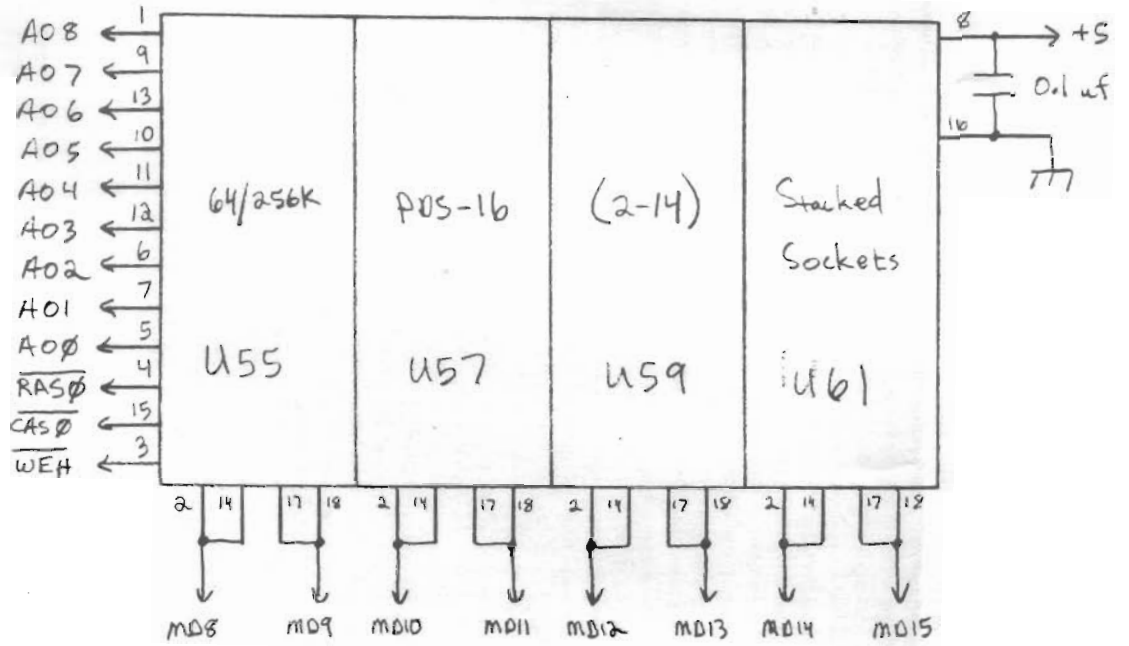 1
A08
9
A07
13
A06
10
A05
11
A04
12
A03
6
A02
7
A01
5
A0Ø
4
RASØ
15
CASØ
3
WEH
64/256K
PDS-16
(2-14)
Stacked
Sockets
U55
U57
U59
U61
8
+5
0.1 uf
16
2 14 17 18 2 14 17 18 2 14 17 18 2 14 17 18
MD8 MD9 MD10 MD11 MD12 MD13 MD14 MD15